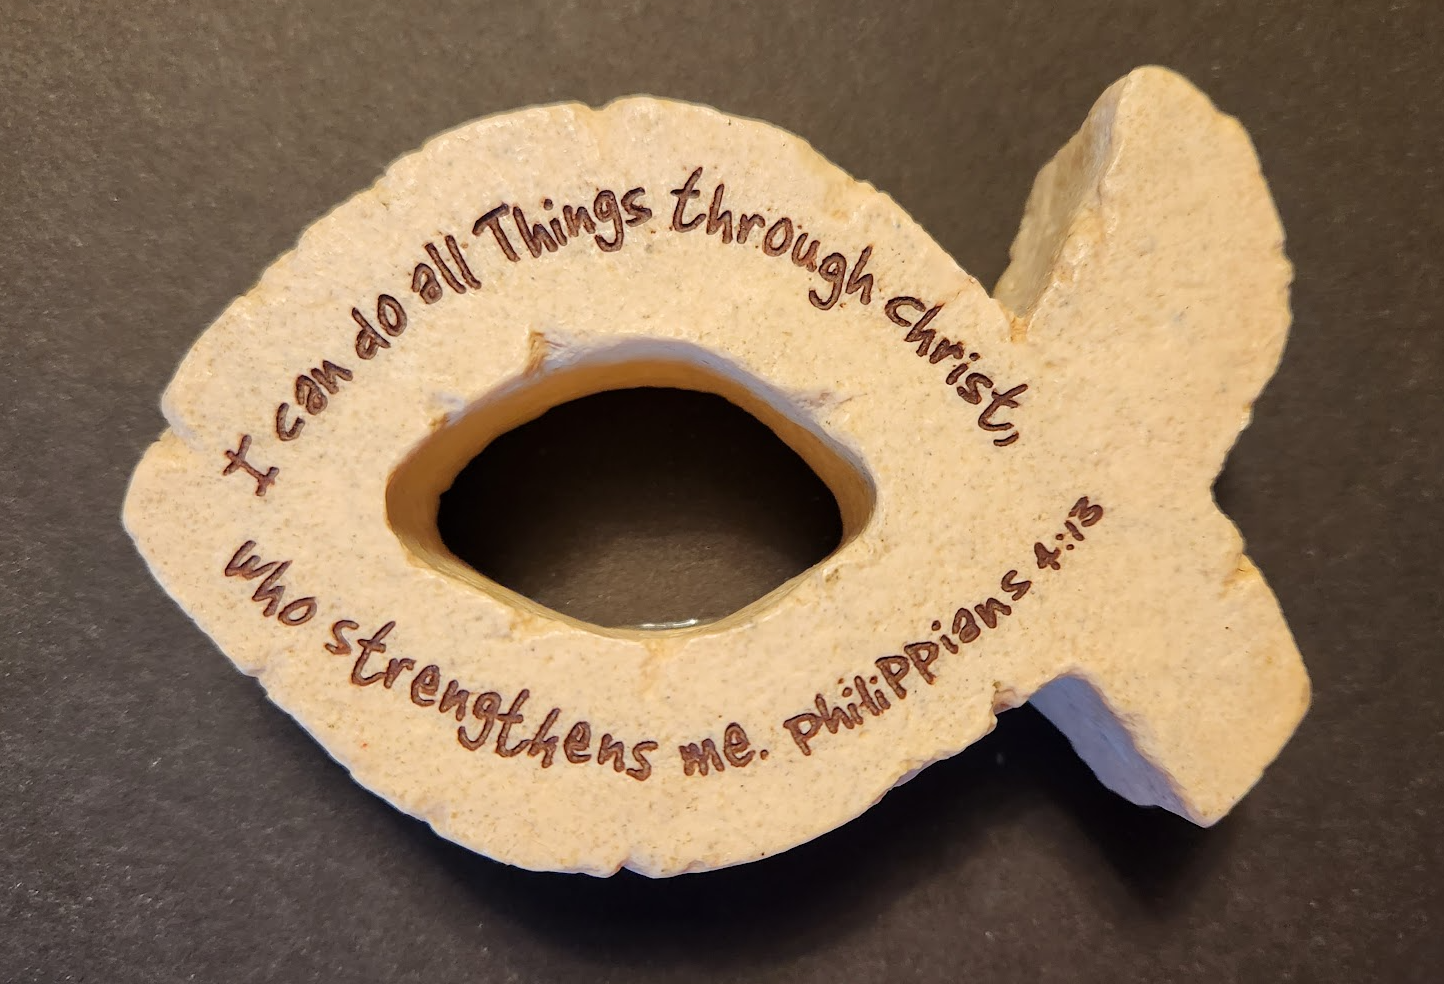 I can do all Things through christ,
who strengthens me. Philippians 4:13